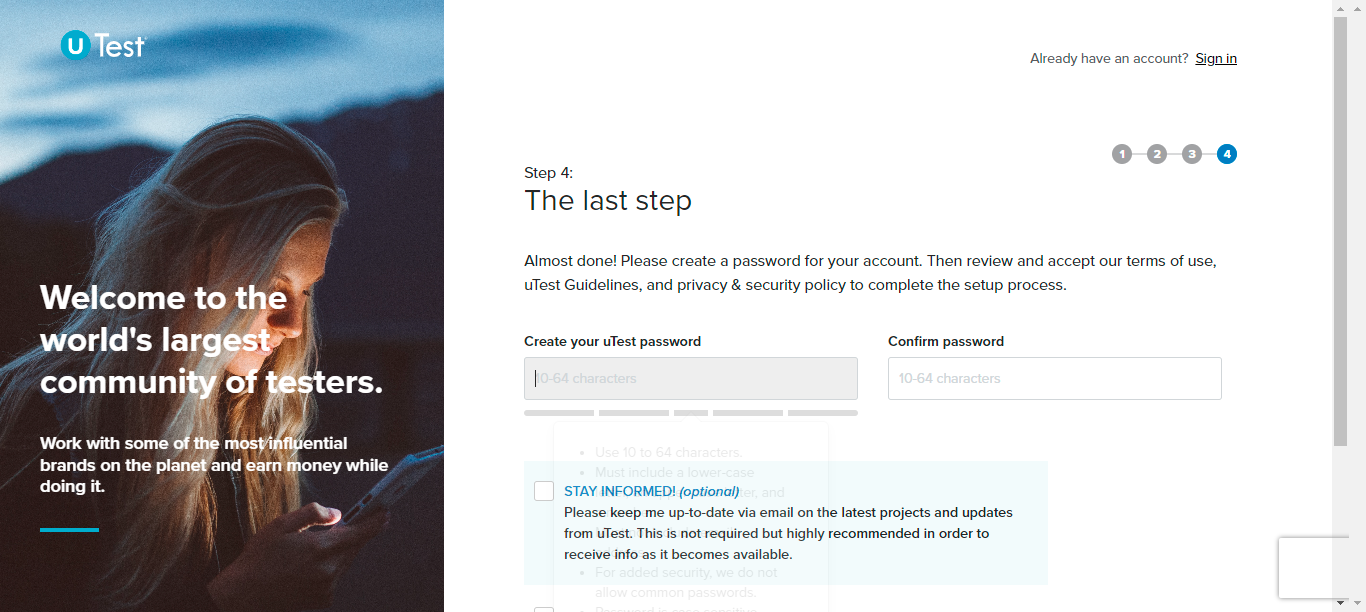 U Test
Already have an account? Sign in
1 2 3 4
Step 4:
The last step
Almost done! Please create a password for your account. Then review and accept our terms of use,
uTest Guidelines, and privacy & security policy to complete the setup process.
Welcome to the
world's largest
community of testers.
Work with some of the most influential
brands on the planet and earn money while
doing it.
Create your uTest password
Confirm password
10-64 characters
10-64 characters
Use 10 to 64 characters.
Must include a lower-case
STAY INFORMED! (optional)
and
Please keep me up-to-date via email on the latest projects and updates
from uTest. This is not required but highly recommended in order to
receive info as it becomes available.
For added security, we do not
allow common passwords.
Password is case sensitive